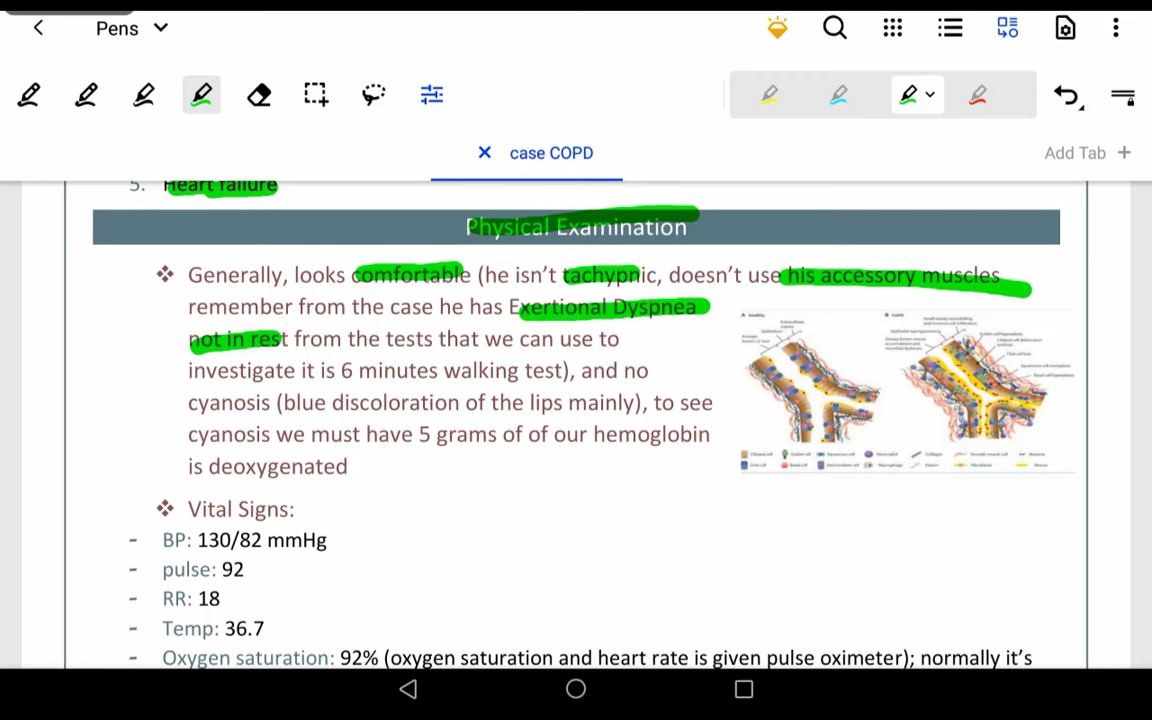 Pens
case COPD
Add Tab +
5. Heart failure
Physical Examination
❖ Generally, looks comfortable (he isn't tachypnic, doesn't use his accessory muscles
remember from the case he has Exertional Dyspnea
not in rest from the tests that we can use to
investigate it is 6 minutes walking test), and no
cyanosis (blue discoloration of the lips mainly), to see
cyanosis we must have 5 grams of of our hemoglobin
is deoxygenated
A Healthy
B COPD
❖ Vital Signs:
- BP: 130/82 mmHg
- pulse: 92
- RR: 18
- Temp: 36.7
- Oxygen saturation: 92% (oxygen saturation and heart rate is given pulse oximeter); normally it's